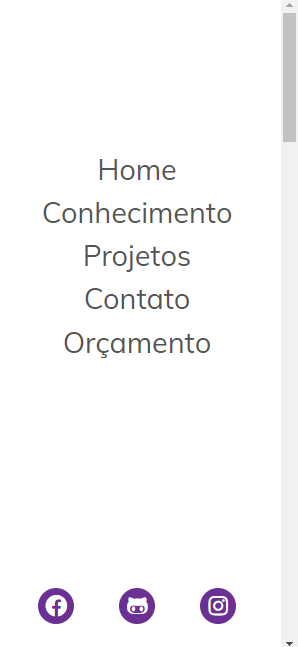 Home
Conhecimento
Projetos
Contato
Orçamento